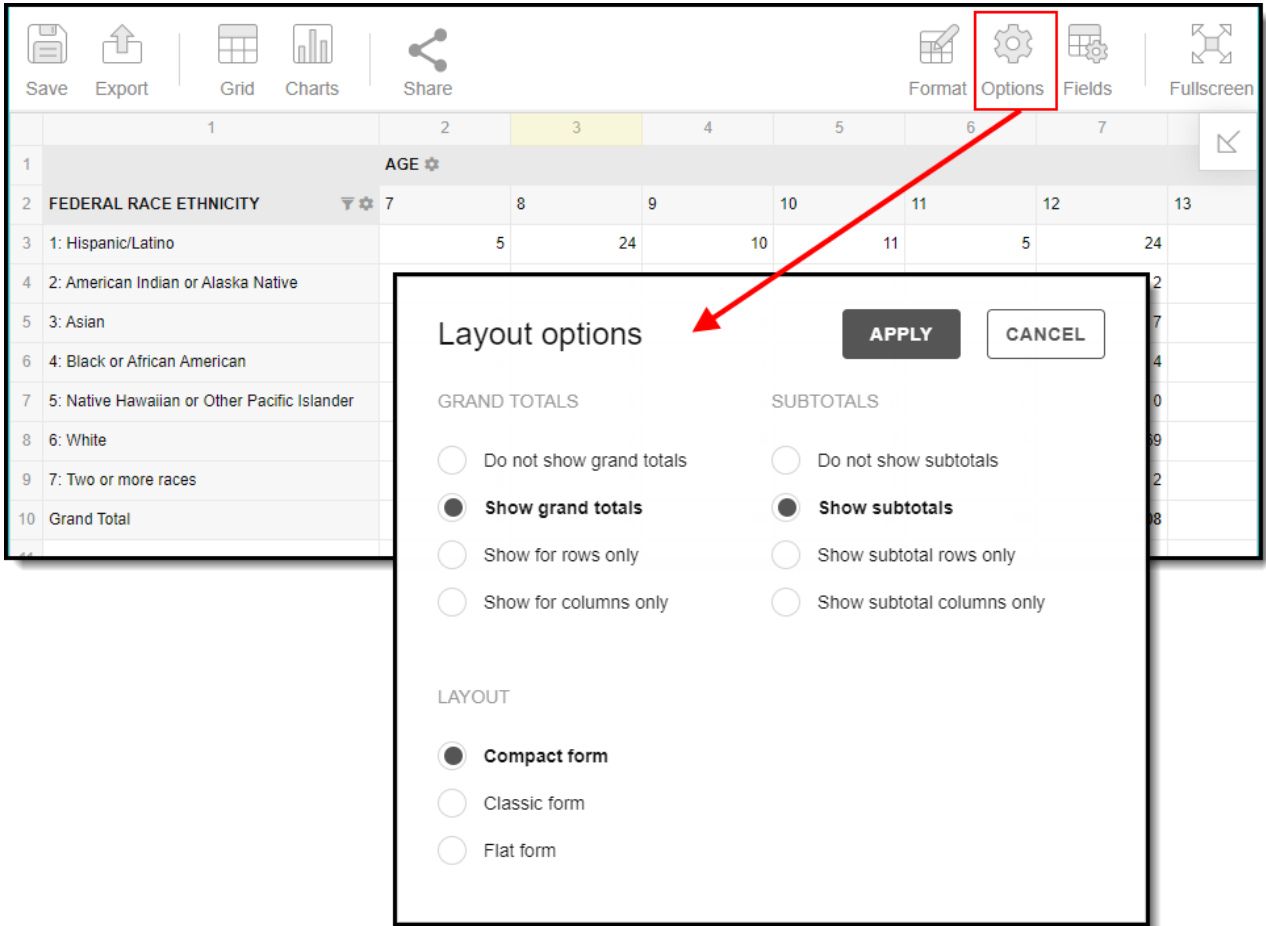 Save Export Grid Charts Share Format Options Fields Fullscreen
1 2 3 4 5 6 7
1 AGE
2 FEDERAL RACE ETHNICITY 7 8 9 10 11 12 13
3 1: Hispanic/Latino 5 24 10 11 5 24
4 2: American Indian or Alaska Native 2
5 3: Asian 7
6 4: Black or African American 4
7 5: Native Hawaiian or Other Pacific Islander 0
8 6: White
9 7: Two or more races 2
10 Grand Total
Layout options APPLY CANCEL
GRAND TOTALS SUBTOTALS
Do not show grand totals Do not show subtotals
Show grand totals Show subtotals
Show for rows only Show subtotal rows only
Show for columns only Show subtotal columns only
LAYOUT
Compact form
Classic form
Flat form